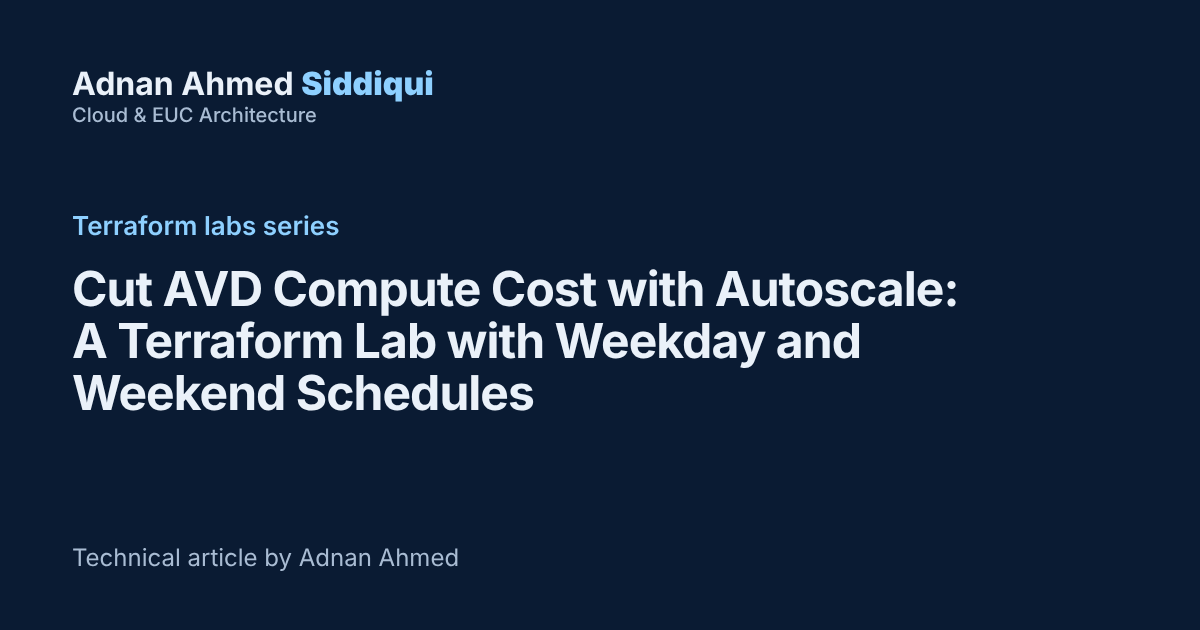 Adnan Ahmed Siddiqui
Cloud & EUC Architecture
Terraform labs series
Cut AVD Compute Cost with Autoscale:
A Terraform Lab with Weekday and
Weekend Schedules
Technical article by Adnan Ahmed